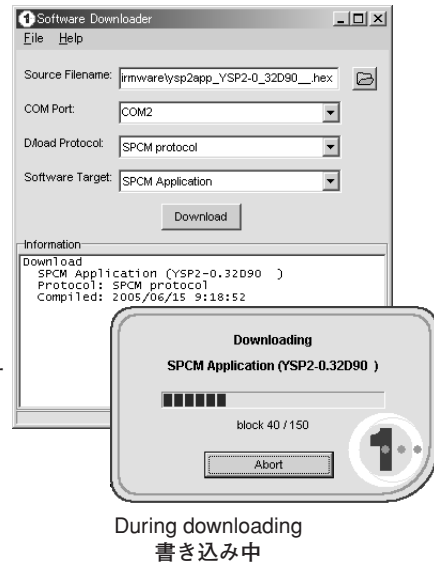 Software Downloader
File Help
Source Filename: irmware\ysp2app_YSP2-0_32D90__.hex
COM Port: COM2
D/load Protocol: SPCM protocol
Software Target: SPCM Application
Download
Information
Download
SPCM Application (YSP2-0.32D90  )
Protocol: SPCM protocol
Compiled: 2005/06/15 9:18:52
Downloading
SPCM Application (YSP2-0.32D90  )
block 40 / 150
1
Abort
During downloading
書き込み中